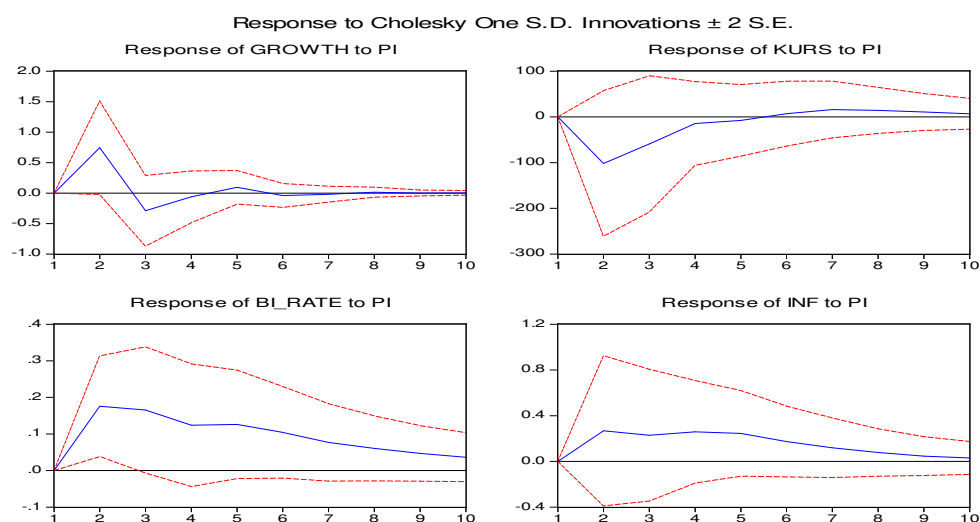 Response to Cholesky One S.D. Innovations ± 2 S.E.
Response of GROWTH to PI
2.0
1.5
1.0
0.5
0.0
-0.5
-1.0
1 2 3 4 5 6 7 8 9 10
Response of KURS to PI
100
0
-100
-200
-300
1 2 3 4 5 6 7 8 9 10
Response of BI_RATE to PI
.4
.3
.2
.1
.0
-.1
1 2 3 4 5 6 7 8 9 10
Response of INF to PI
1.2
0.8
0.4
0.0
-0.4
1 2 3 4 5 6 7 8 9 10